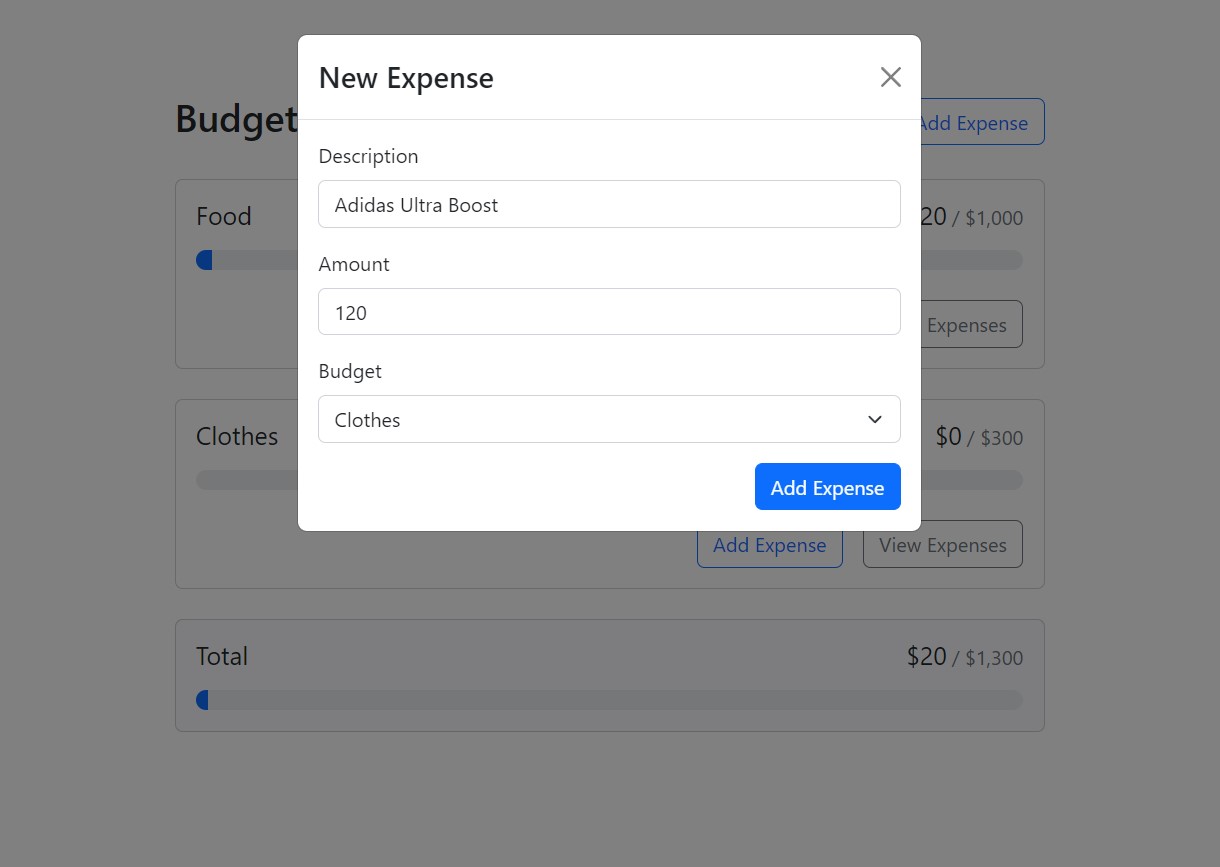 New Expense
Budget
Add Expense
Description
Adidas Ultra Boost
Food
20 / $1,000
Amount
120
Expenses
Budget
Clothes
Clothes
$0 / $300
Add Expense
Add Expense
View Expenses
Total
$20 / $1,300